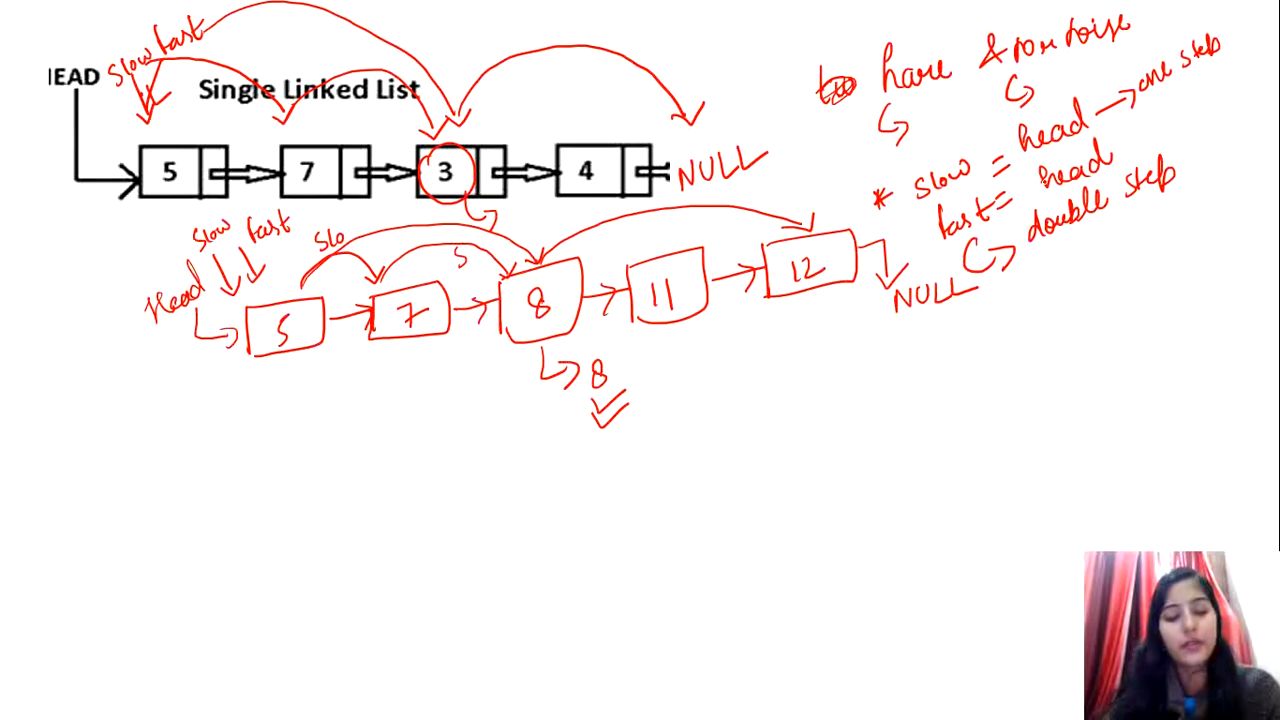 Slow fast
HEAD
Single Linked List
5 7 3 4 NULL
hare & tortoise
* slow = head → one step
fast = head
double step
Slow fast
Slo
S
Head
5 → 7 → 8 → 11 → 12
NULL
8